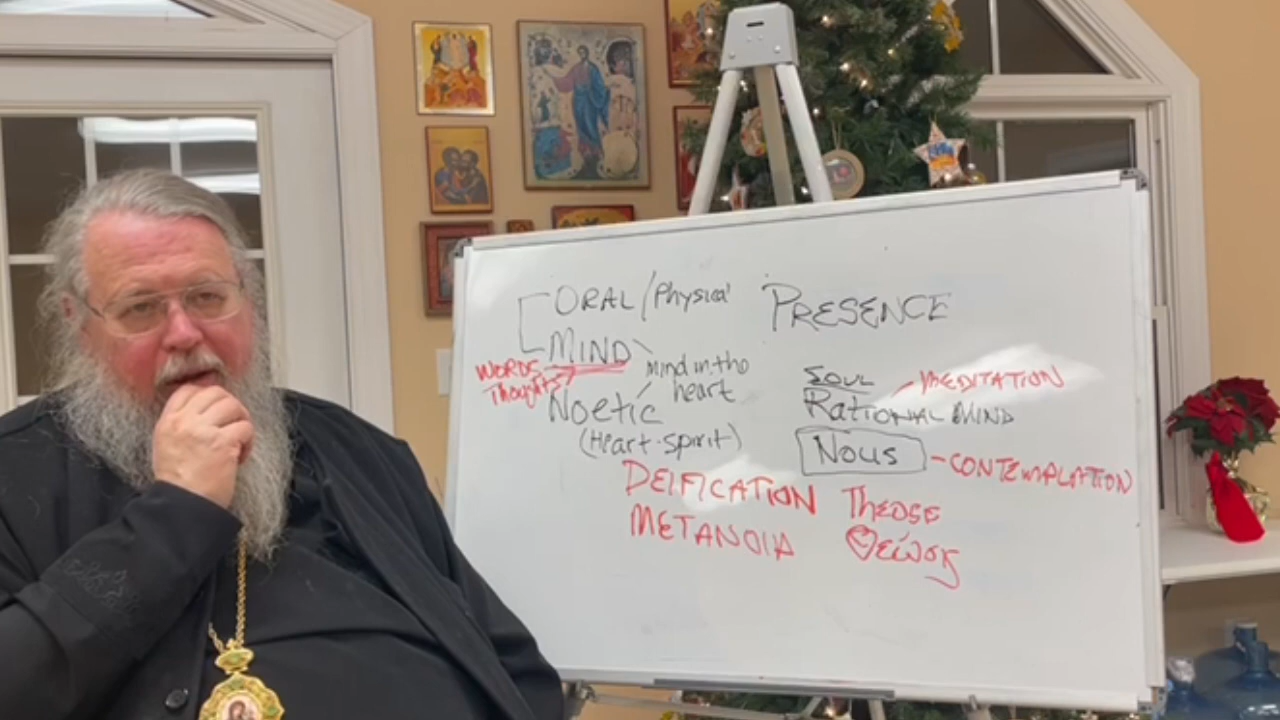 ORAL / Physical PRESENCE
MIND
WORDS
Thoughts
mind in the
heart
Noetic
(Heart-spirit)
SOUL
RATIONAL MIND
- MEDITATION
Nous
- CONTEMPLATION
DEIFICATION THEOSE
METANOIA